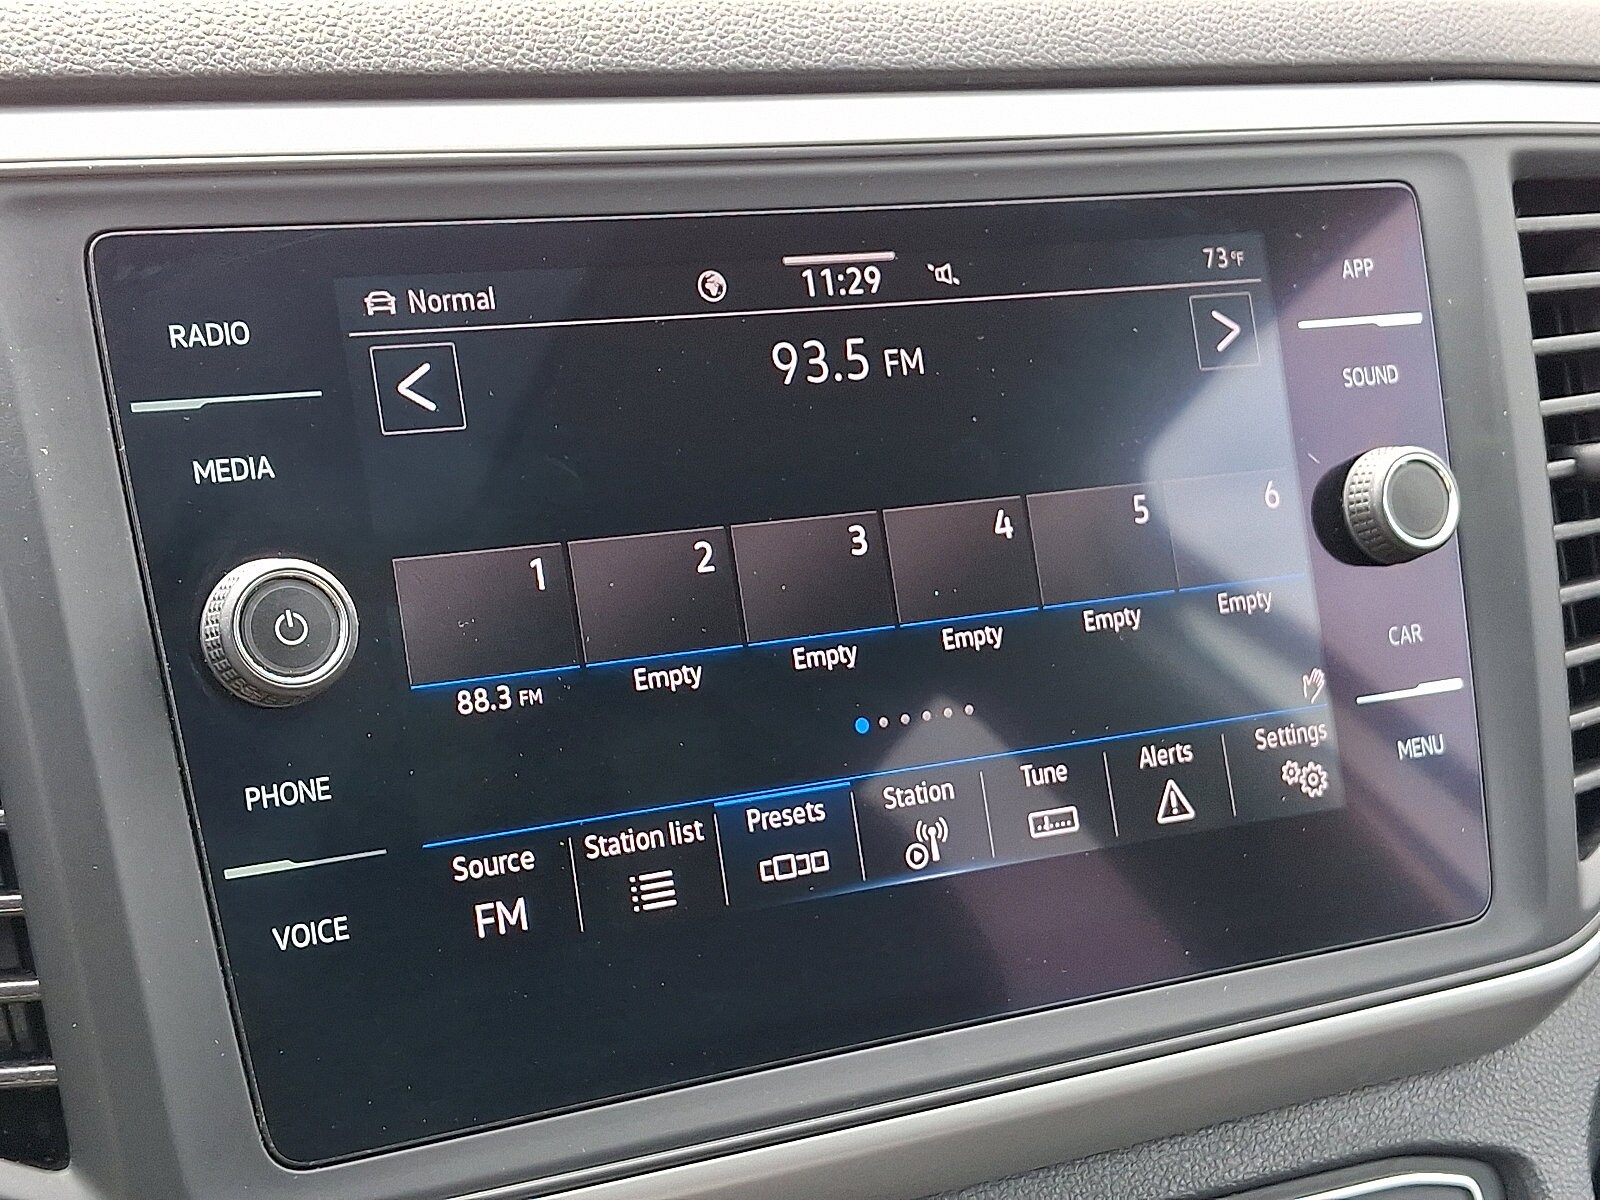 Normal
11:29
73°F
RADIO
MEDIA
PHONE
VOICE
93.5 FM
<
>
1
2
3
4
5
6
88.3 FM
Empty
Empty
Empty
Empty
Empty
Source
FM
Station list
Presets
Station
Tune
Alerts
Settings
APP
SOUND
CAR
MENU